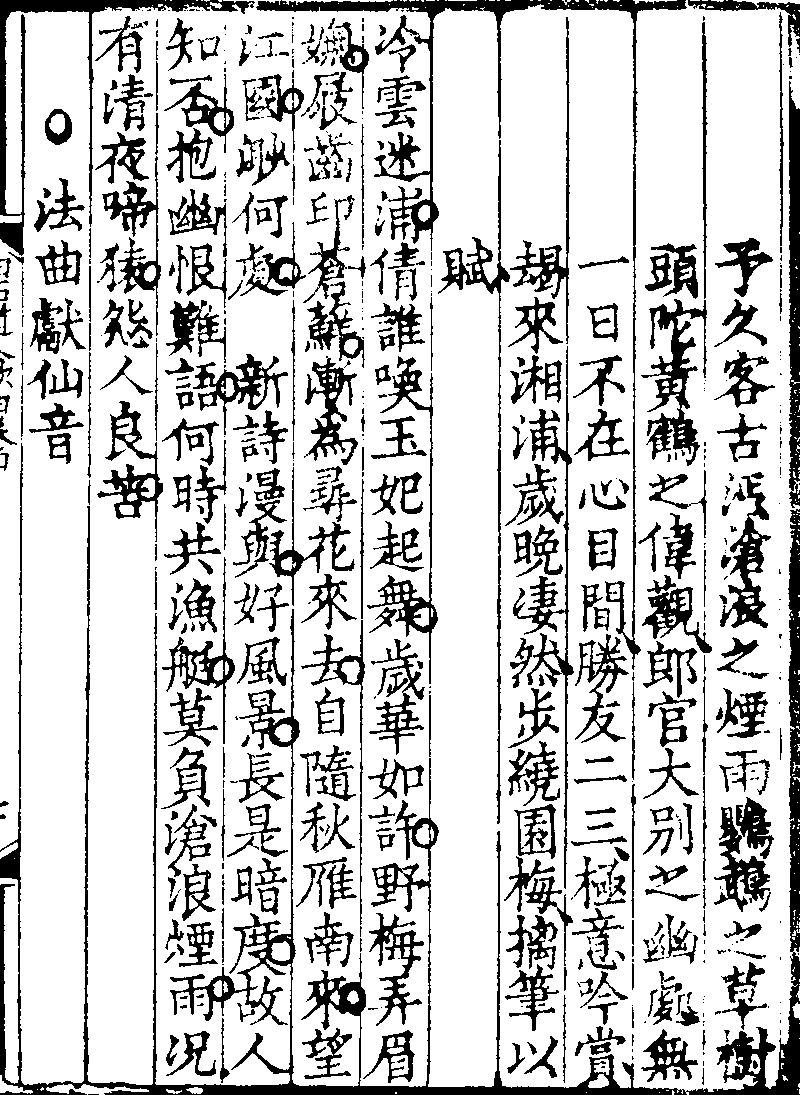 予久客古沔滄浪之煙雨鸚鵡之草樹
頭陀黃鶴之偉觀郎官大別之幽處無
一日不在心目間勝友二三極意吟賞
朅來湘浦歲晚凄然步繞園梅摛筆以
賦
冷雲迷浦倩誰喚玉妃起舞歲華如許野梅弄眉
嫵屐齒印蒼蘚漸為尋花來去自隨秋雁南來望
江國渺何處　新詩漫與好風景長是暗度故人
知否抱幽恨難語何時共漁艇莫負滄浪煙雨况
有清夜啼猿怨人良苦
法曲獻仙音